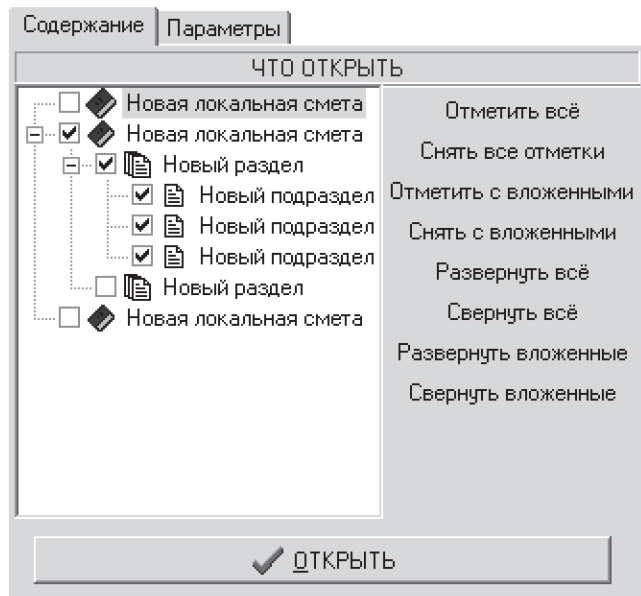 Содержание
Параметры
ЧТО ОТКРЫТЬ
Новая локальная смета
Новая локальная смета
Новый раздел
Новый подраздел
Новый подраздел
Новый подраздел
Новый раздел
Новая локальная смета
Отметить всё
Снять все отметки
Отметить с вложенными
Снять с вложенными
Развернуть всё
Свернуть всё
Развернуть вложенные
Свернуть вложенные
ОТКРЫТЬ